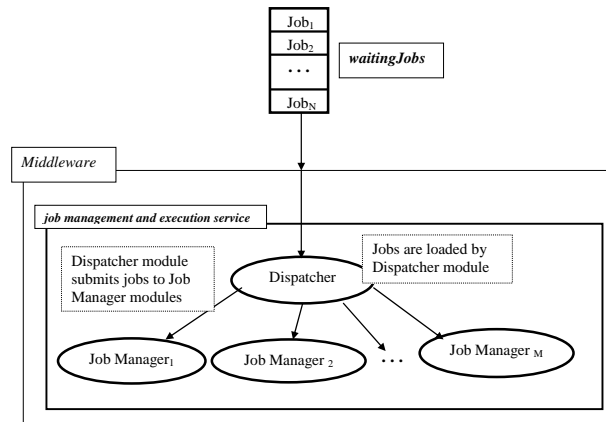 Job1
Job2
...
JobN
waitingJobs
Middleware
job management and execution service
Dispatcher module
submits jobs to Job
Manager modules
Jobs are loaded by
Dispatcher module
Dispatcher
Job Manager1
Job Manager 2
...
Job Manager M